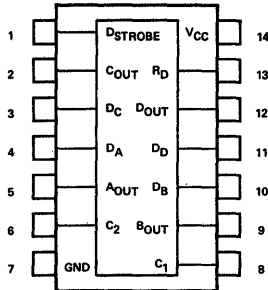 1 DSTROBE VCC 14
2 COUT RD 13
3 DC DOUT 12
4 DA DD 11
5 AOUT DB 10
6 C2 BOUT 9
7 GND C1 8